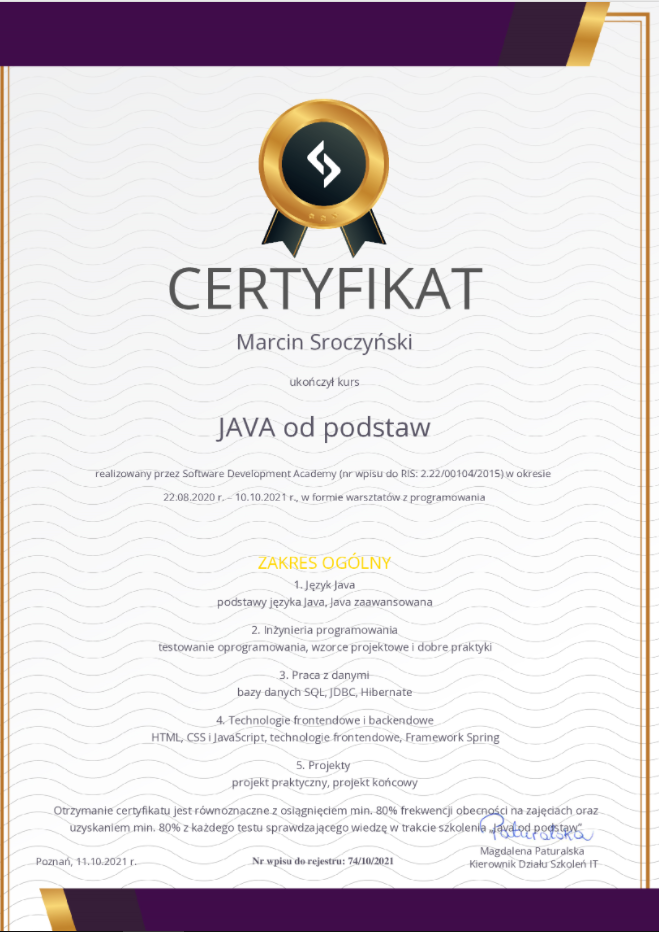 CERTYFIKAT
Marcin Sroczyński
ukończył kurs
JAVA od podstaw
realizowany przez Software Development Academy (nr wpisu do RIS: 2.22/00104/2015) w okresie
22.08.2020 r. – 10.10.2021 r., w formie warsztatów z programowania
ZAKRES OGÓLNY
1. Język Java
podstawy języka Java, Java zaawansowana
2. Inżynieria programowania
testowanie oprogramowania, wzorce projektowe i dobre praktyki
3. Praca z danymi
bazy danych SQL, JDBC, Hibernate
4. Technologie frontendowe i backendowe
HTML, CSS i JavaScript, technologie frontendowe, Framework Spring
5. Projekty
projekt praktyczny, projekt końcowy
Otrzymanie certyfikatu jest równoznaczne z osiągnięciem min. 80% frekwencji obecności na zajęciach oraz
uzyskaniem min. 80% z każdego testu sprawdzającego wiedzę w trakcie szkolenia „Java od podstaw”
Paturalska
Magdalena Paturalska
Poznań, 11.10.2021 r.
Nr wpisu do rejestru: 74/10/2021
Kierownik Działu Szkoleń IT